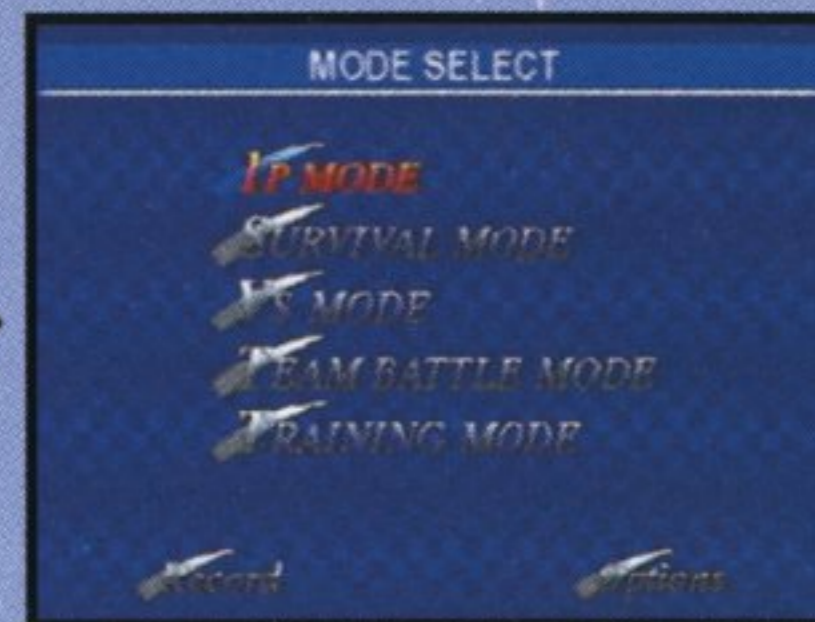 MODE SELECT
1P MODE
SURVIVAL MODE
VS MODE
TEAM BATTLE MODE
TRAINING MODE
Record
Options